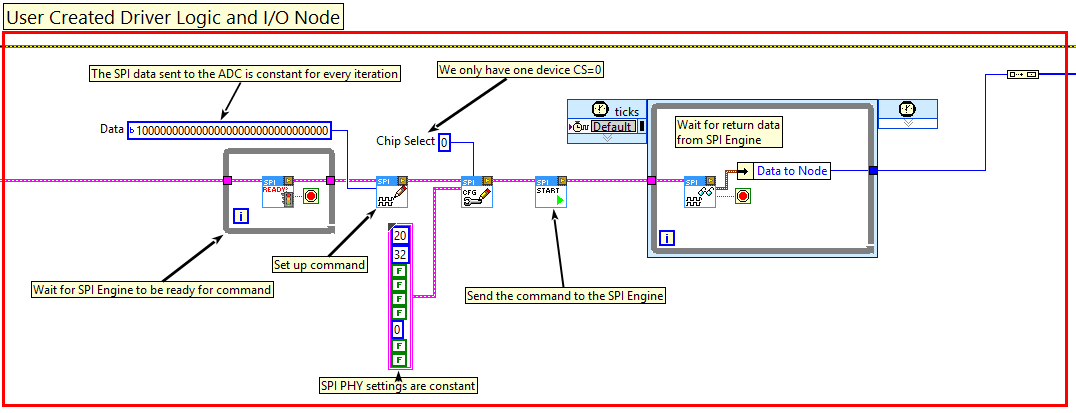 User Created Driver Logic and I/O Node
The SPI data sent to the ADC is constant for every iteration
We only have one device CS=0
ticks
Default
Wait for return data
from SPI Engine
Data
b 10000000000000000000000000000000
Chip Select 0
SPI
READY
i
SPI
SPI
CFG
SPI
START
SPI
Data to Node
i
20
32
F
F
F
F
0
F
F
Set up command
Wait for SPI Engine to be ready for command
Send the command to the SPI Engine
SPI PHY settings are constant